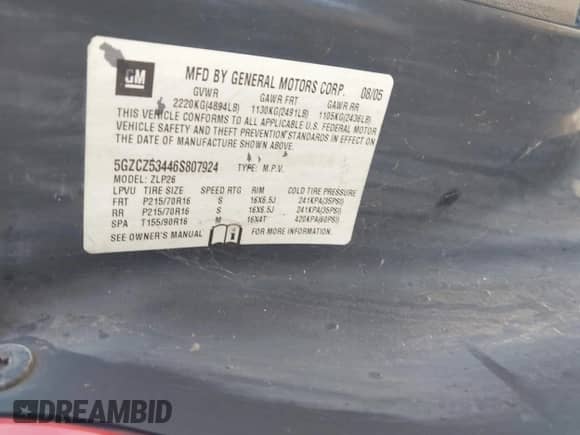 GM
MFD BY GENERAL MOTORS CORP. 08/05
GVWR GAWR FRT GAWR RR
2220KG(4894LB) 1130KG(2491LB) 1105KG(2436LB)
THIS VEHICLE CONFORMS TO ALL APPLICABLE U.S. FEDERAL MOTOR
VEHICLE SAFETY AND THEFT PREVENTION STANDARDS IN EFFECT ON
THE DATE OF MANUFACTURE SHOWN ABOVE.
5GZCZ53446S807924 TYPE: M.P.V.
MODEL: ZLP26
LPVU TIRE SIZE SPEED RTG RIM COLD TIRE PRESSURE
FRT P215/70R16 S 16X6.5J 241KPA(35PSI)
RR P215/70R16 S 16X6.5J 241KPA(35PSI)
SPA T155/90R16 M 16X4T 420KPA(60PSI)
SEE OWNER'S MANUAL FOR MORE INFORMATION.
DREAMBID